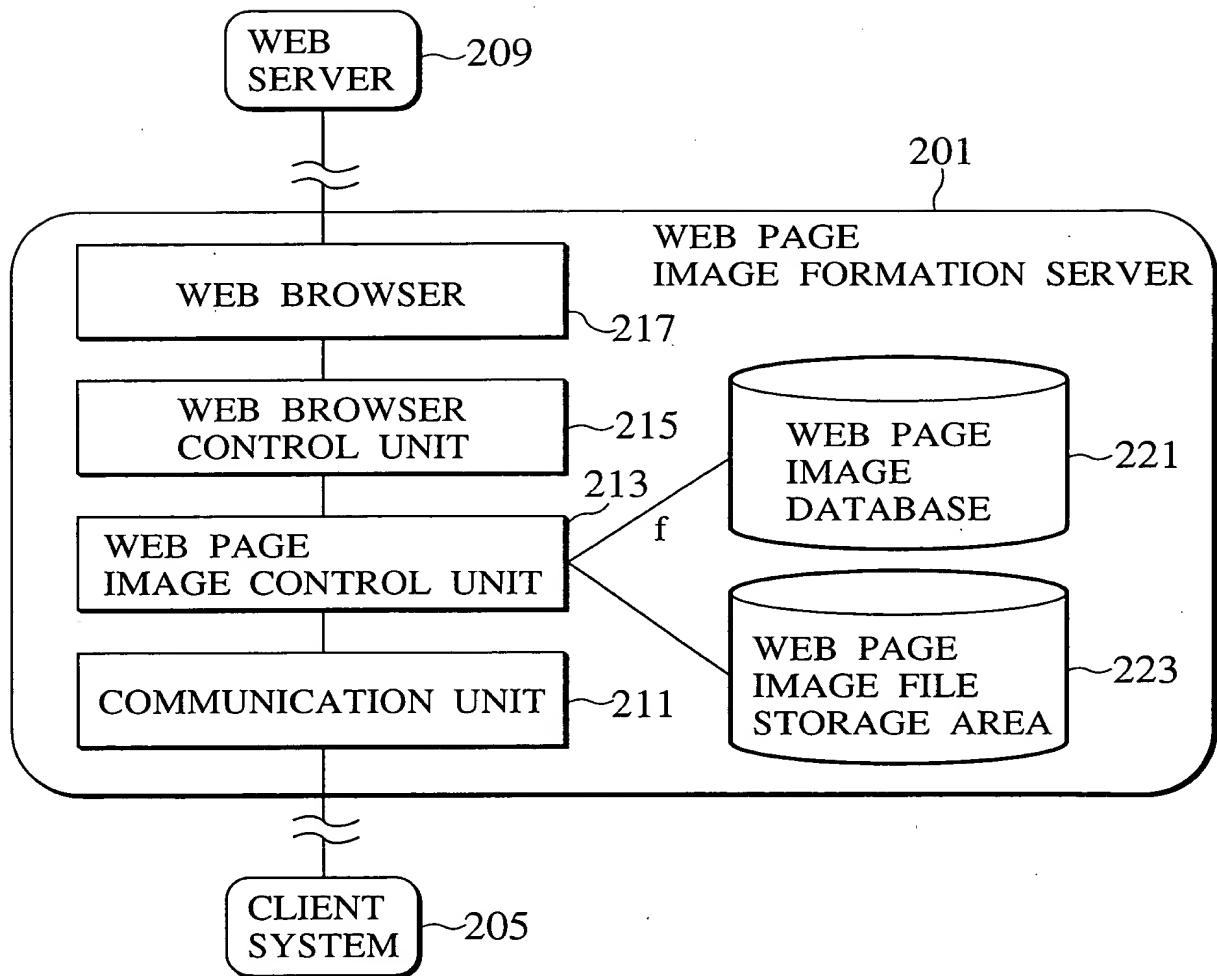 WEB
SERVER
209
201
WEB PAGE
IMAGE FORMATION SERVER
WEB BROWSER
217
WEB BROWSER
CONTROL UNIT
215
213
WEB PAGE
IMAGE CONTROL UNIT
f
WEB PAGE
IMAGE
DATABASE
221
COMMUNICATION UNIT
211
WEB PAGE
IMAGE FILE
STORAGE AREA
223
CLIENT
SYSTEM
205